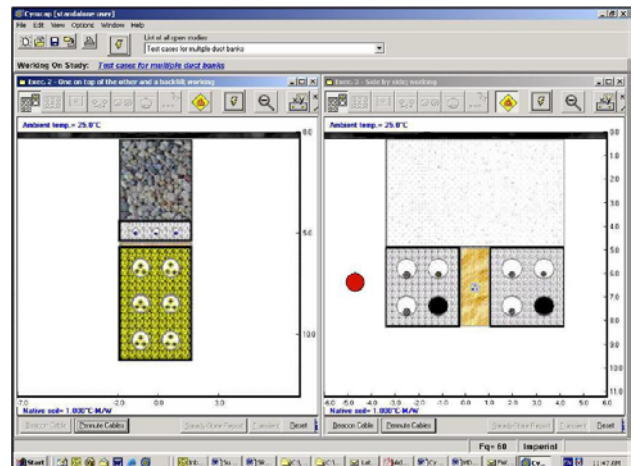 Cymcap [standalone user]
File Edit View Options Window Help
List of all open studies
Test cases for multiple duct banks
Working On Study: Test cases for multiple duct banks
Exec. 2 - One on top of the other and a backfill working
Ambient temp.= 25.0°C
0.0
5.0
10.0
-7.0 -2.0 3.0
Native soil= 1.000°C-M/W
Beacon Cable Permute Cables Steady-State Report Transient Reset
Exec. 3 - Side by side; working
Ambient temp.= 25.0°C
0.0
1.0
2.0
3.0
4.0
5.0
6.0
7.0
8.0
9.0
10.0
11.0
-6.0 -5.0 -4.0 -3.0 -2.0 -1.0 0.0 1.0 2.0 3.0 4.0 5.0 6.0
Native soil= 1.000°C-M/W
Beacon Cable Permute Cables Steady-State Report Transient Reset
Fq= 60 Imperial
Start 11:47 AM